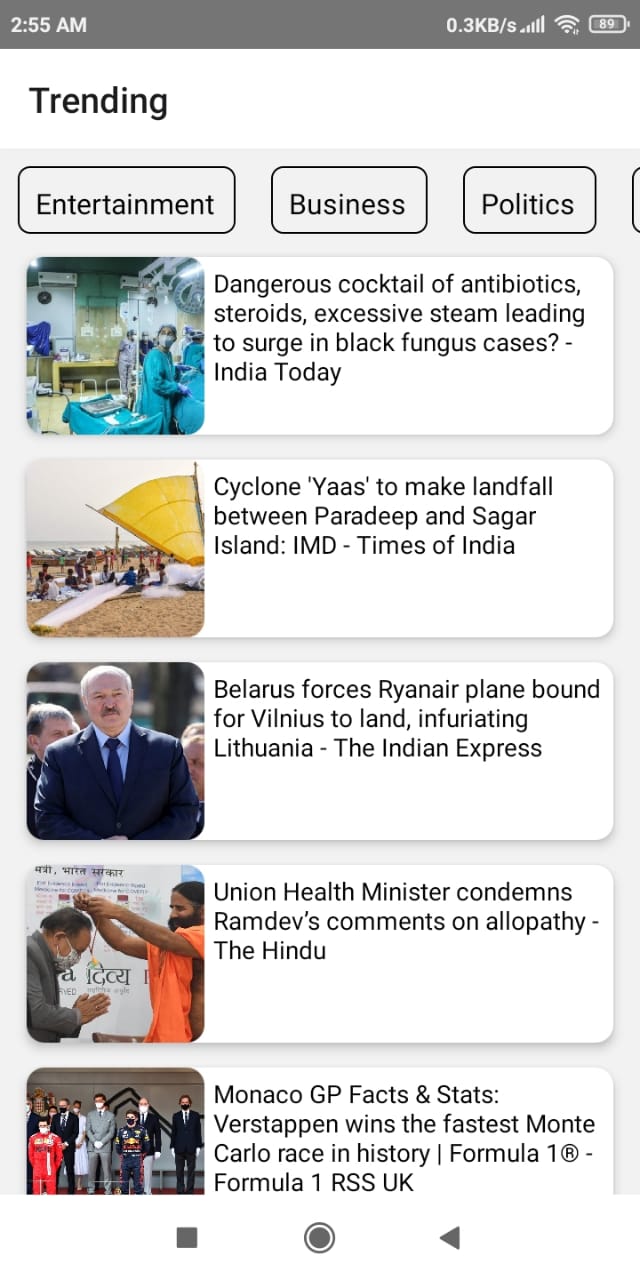 2:55 AM
0.3KB/s
89
Trending
Entertainment
Business
Politics
Dangerous cocktail of antibiotics,
steroids, excessive steam leading
to surge in black fungus cases? -
India Today
Cyclone 'Yaas' to make landfall
between Paradeep and Sagar
Island: IMD - Times of India
Belarus forces Ryanair plane bound
for Vilnius to land, infuriating
Lithuania - The Indian Express
मंत्री, भारत सरकार
दिव्य
Union Health Minister condemns
Ramdev’s comments on allopathy -
The Hindu
Monaco GP Facts & Stats:
Verstappen wins the fastest Monte
Carlo race in history | Formula 1® -
Formula 1 RSS UK